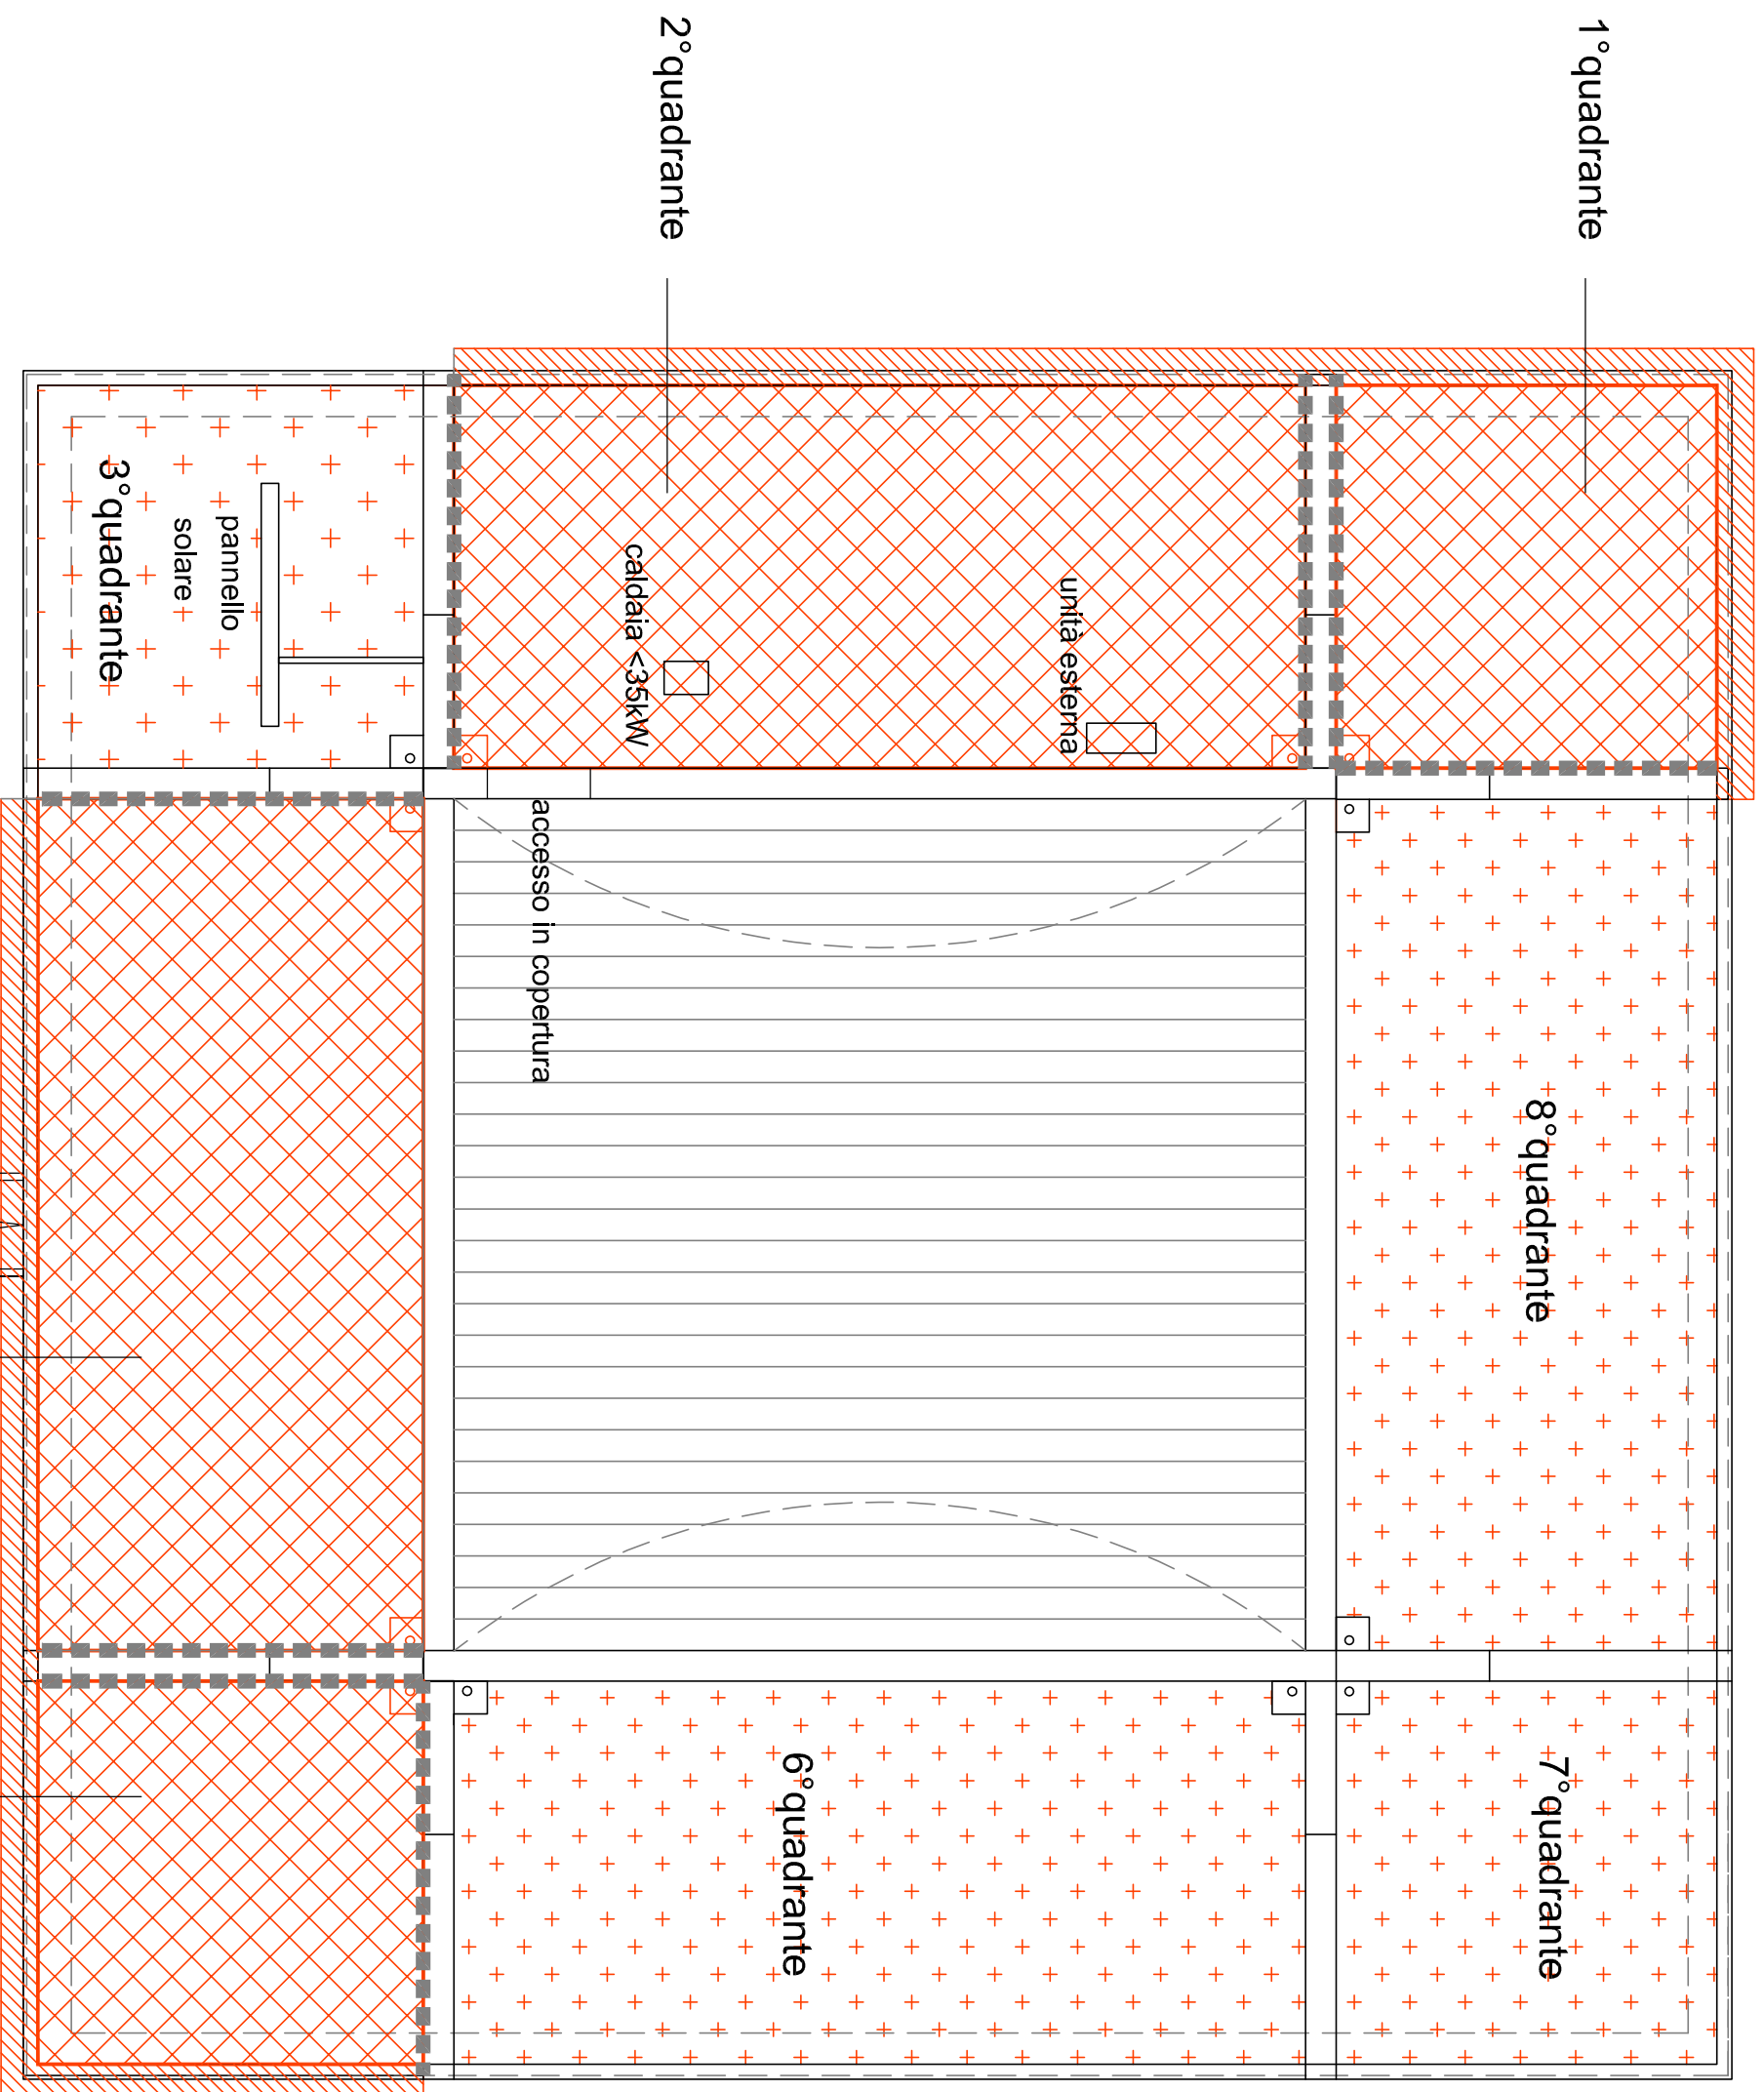 1°quadrante
2°quadrante
3°quadrante
pannello
solare
caldaia <35kW
unità esterna
accesso in copertura
8°quadrante
6°quadrante
7°quadrante